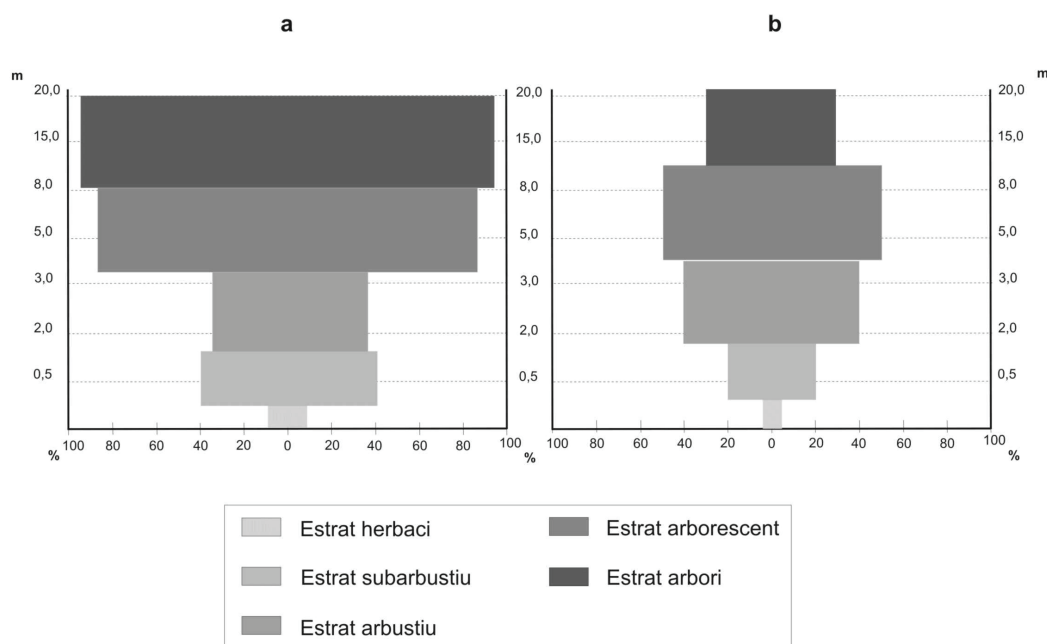 a b
m m
20,0 20,0 20,0
15,0 15,0 15,0
8,0 8,0 8,0
5,0 5,0 5,0
3,0 3,0 3,0
2,0 2,0 2,0
0,5 0,5 0,5
100 80 60 40 20 0 20 40 60 80 100 100 80 60 40 20 0 20 40 60 80 100
% % % %
Estrat herbaci Estrat arborescent
Estrat subarbustiu Estrat arbori
Estrat arbustiu